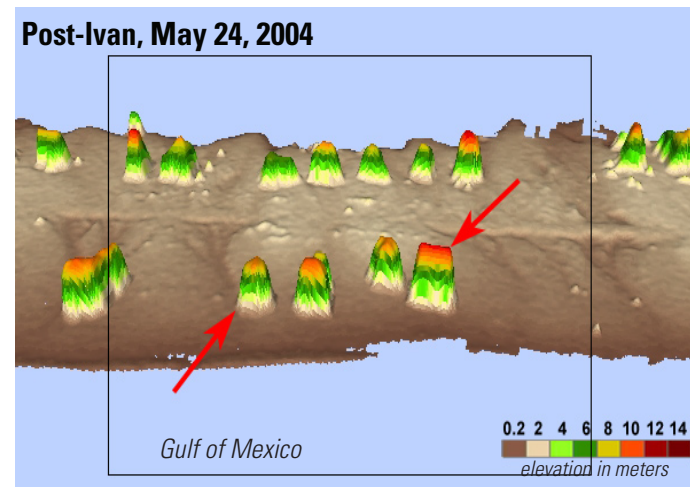 Post-Ivan, May 24, 2004
0.2 2 4 6 8 10 12 14
Gulf of Mexico
elevation in meters